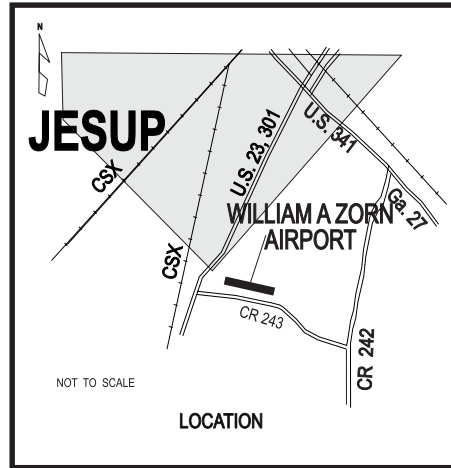 N
JESUP
CSX
CSX
U.S. 23, 301
U.S. 341
Ga. 27
WILLIAM A ZORN
AIRPORT
CR 243
CR 242
NOT TO SCALE
LOCATION